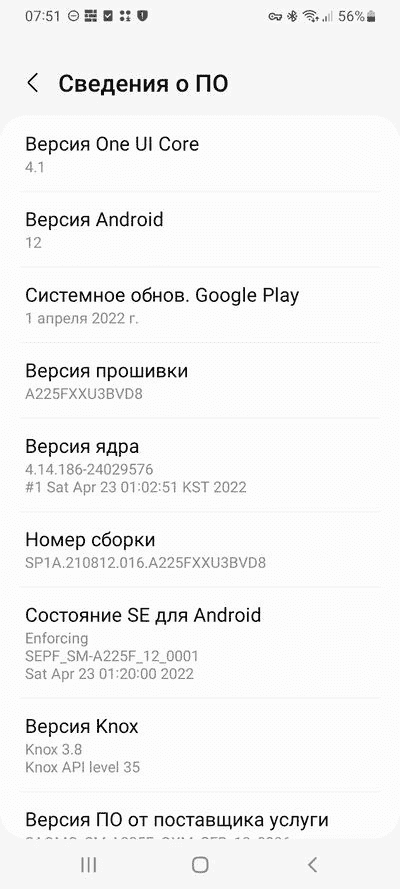 07:51
56%
Сведения о ПО
Версия One UI Core
4.1
Версия Android
12
Системное обнов. Google Play
1 апреля 2022 г.
Версия прошивки
A225FXXU3BVD8
Версия ядра
4.14.186-24029576
#1 Sat Apr 23 01:02:51 KST 2022
Номер сборки
SP1A.210812.016.A225FXXU3BVD8
Состояние SE для Android
Enforcing
SEPF_SM-A225F_12_0001
Sat Apr 23 01:20:00 2022
Версия Knox
Knox 3.8
Knox API level 35
Версия ПО от поставщика услуги